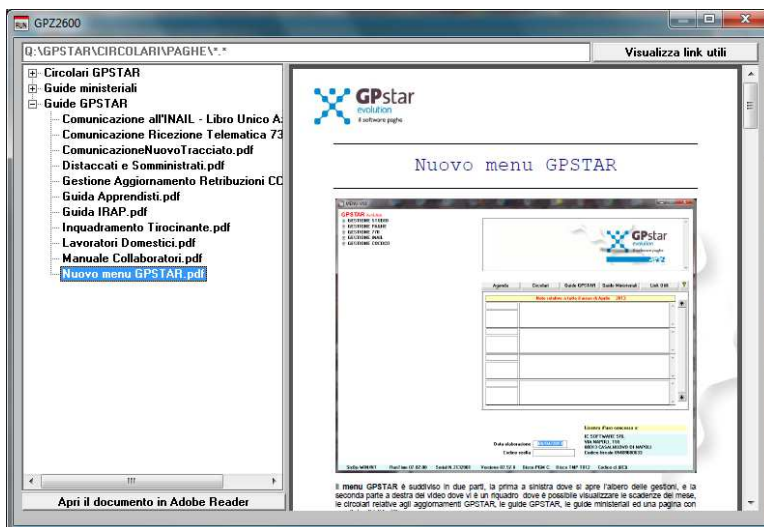 GPZ2600
Q:\GPSTAR\CIRCOLARI\PAGHE\*.*
Visualizza link utili
Circolari GPSTAR
Guide ministeriali
Guide GPSTAR
Comunicazione all'INAIL - Libro Unico A
Comunicazione Ricezione Telematica 73
ComunicazioneNuovoTracciato.pdf
Distaccati e Somministrati.pdf
Gestione Aggiornamento Retribuzioni CC
Guida Apprendisti.pdf
Guida IRAP.pdf
Inquadramento Tirocinante.pdf
Lavoratori Domestici.pdf
Manuale Collaboratori.pdf
Nuovo menu GPSTAR.pdf
Apri il documento in Adobe Reader
GPstar
evolution
il software paghe
Nuovo menu GPSTAR
GPSTAR
GESTIONE STUDIO
GESTIONE PAGHE
GESTIONE 770
GESTIONE INAIL
GESTIONE COCOCO
GPstar
evolution
Agenda Circolari Guide GPSTAR Guide Ministeriali Link Utili ?
Data elaborazione
Codice studio
Il menu GPSTAR è suddiviso in due parti, la prima a sinistra dove si apre l'albero delle gestioni, e la
seconda parte a destra del video dove vi è un riquadro dove è possibile visualizzare le scadenze del mese,
le circolari relative agli aggiornamenti GPSTAR, le guide GPSTAR, le guide ministeriali ed una pagina con